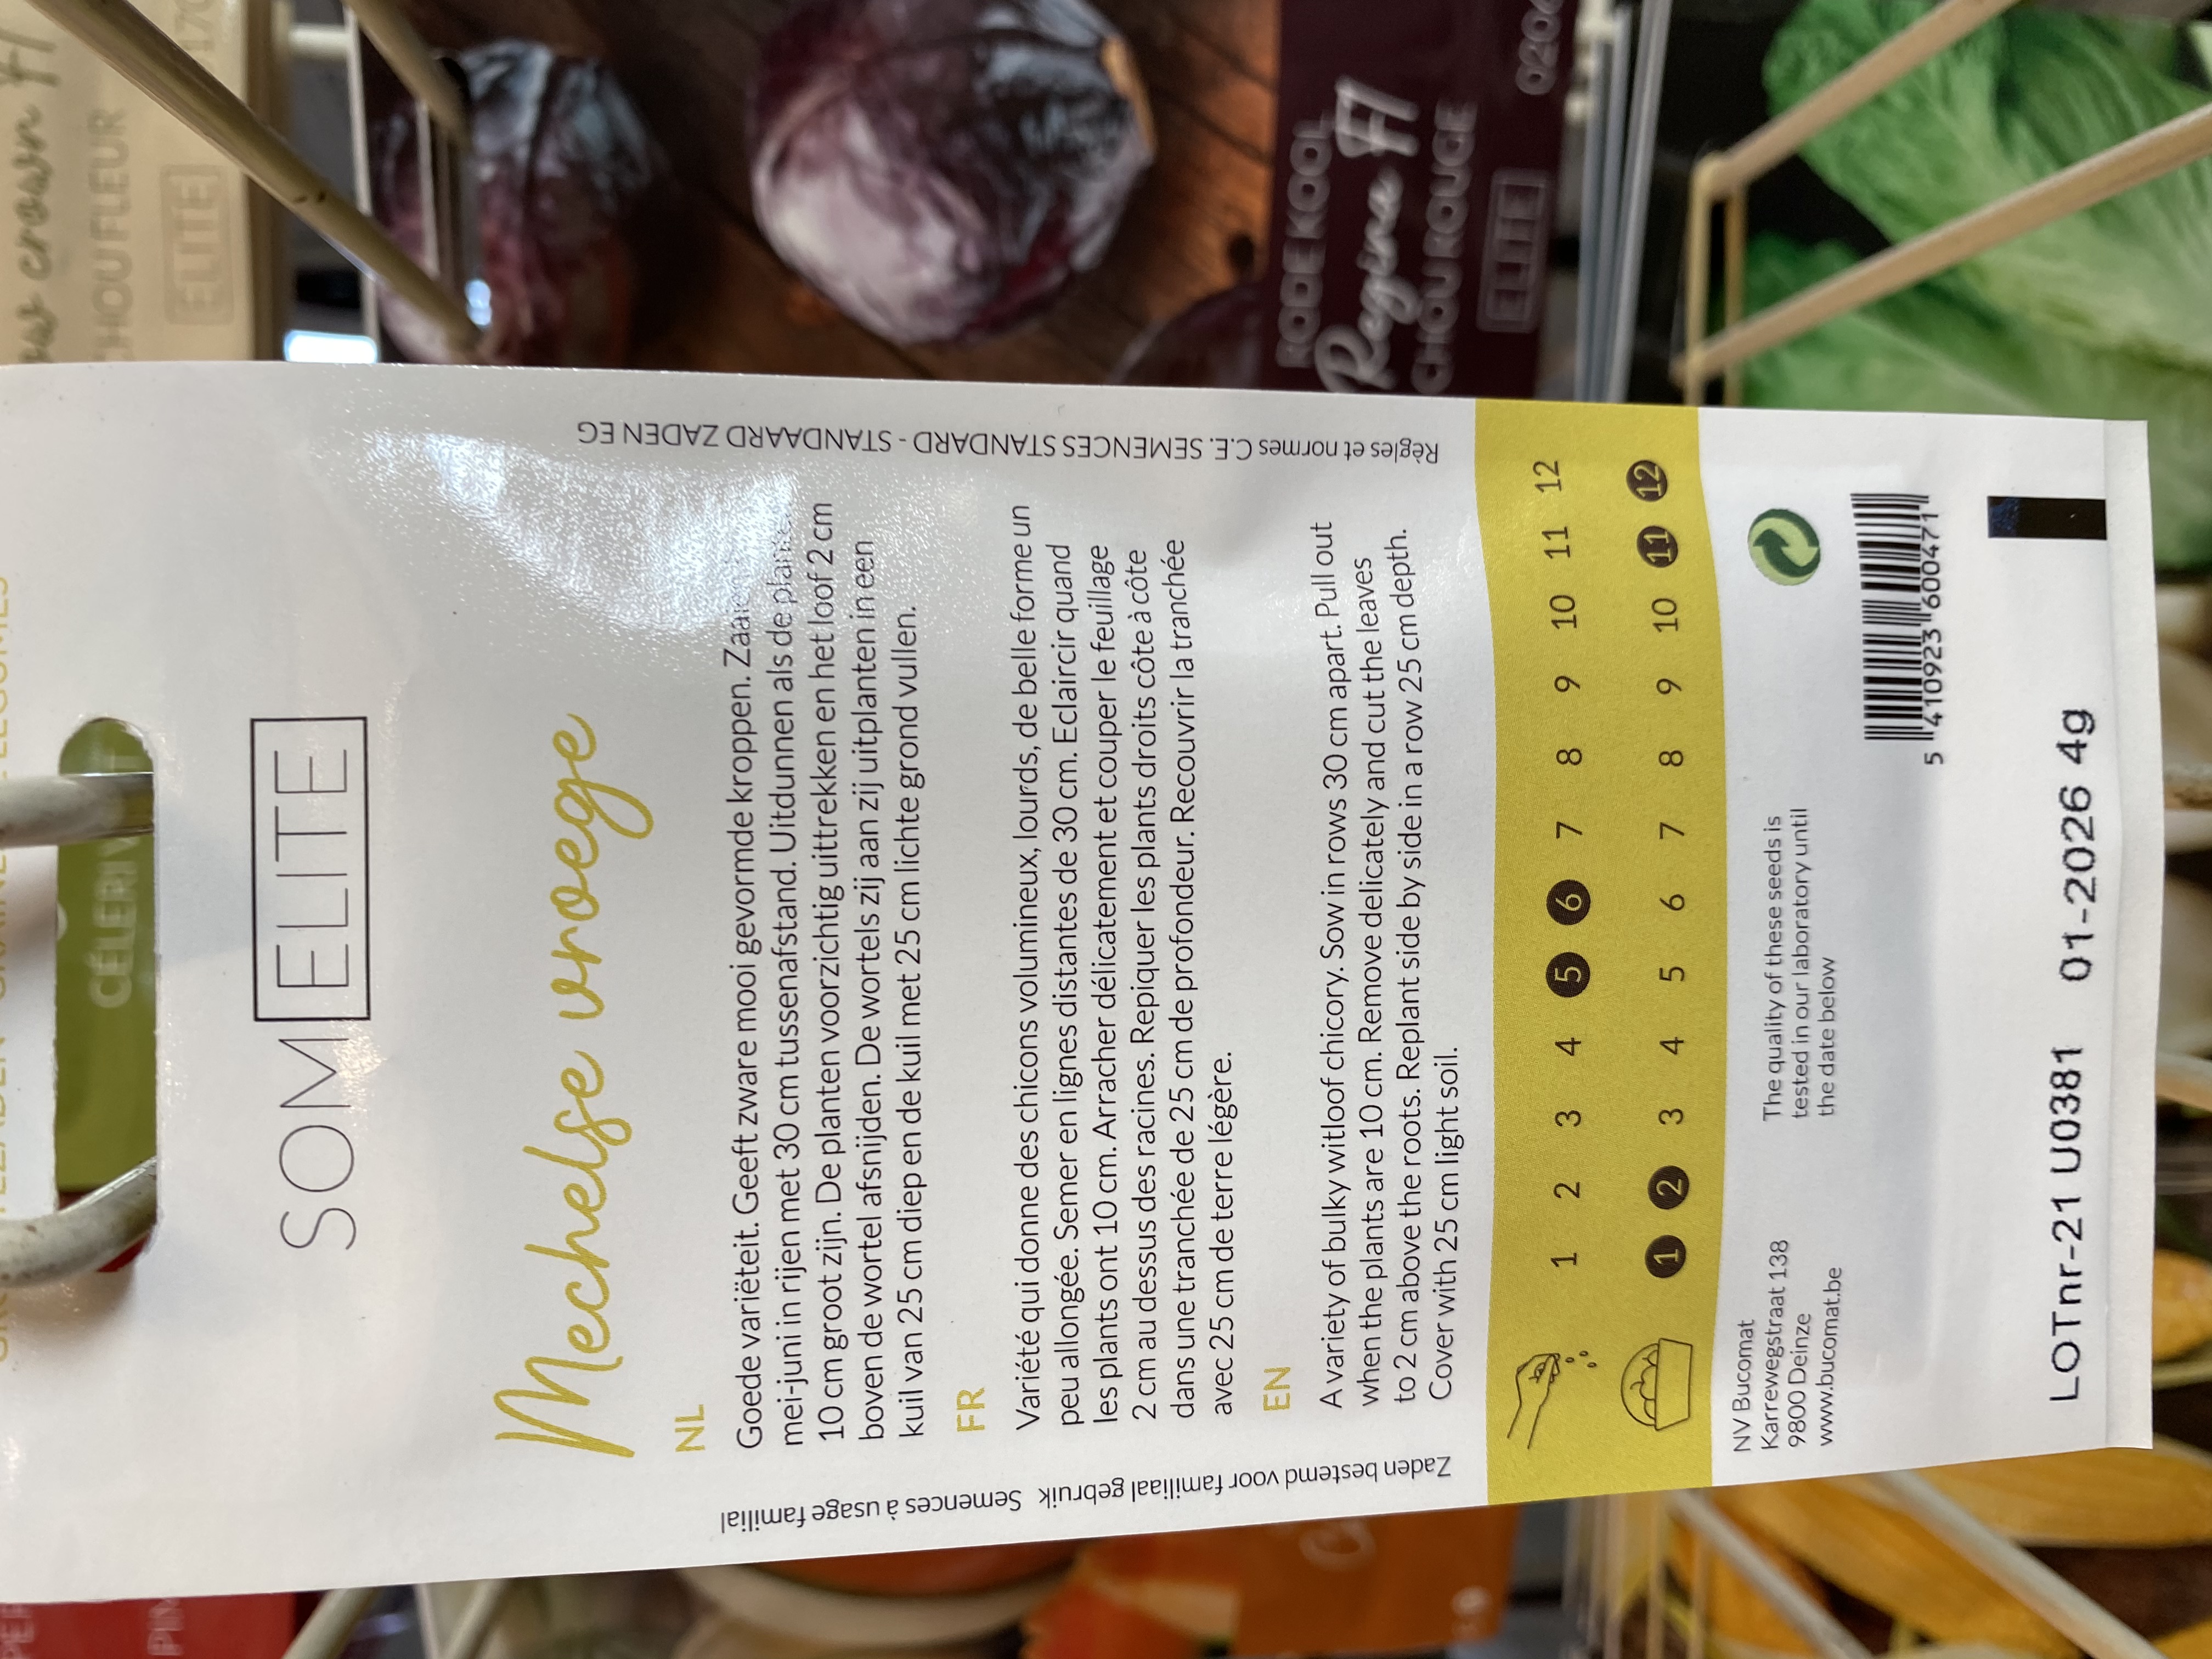 SOM ELITE
Mechelse vroege
NL
Goede variëteit. Geeft zware mooi gevormde kroppen.
mei-juni in rijen met 30 cm tussenafstand. Uitdunnen als de planten
10 cm groot zijn. De planten voorzichtig uittrekken en het loof 2 cm
boven de wortel afsnijden. De wortels zij aan zij uitplanten in een
kuil van 25 cm diep en de kuil met 25 cm lichte grond vullen.
FR
Variété qui donne des chicons volumineux, lourds, de belle forme un
peu allongée. Semer en lignes distantes de 30 cm. Eclaircir quand
les plants ont 10 cm. Arracher délicatement et couper le feuillage
2 cm au dessus des racines. Repiquer les plants droits côte à côte
dans une tranchée de 25 cm de profondeur. Recouvrir la tranchée
avec 25 cm de terre légère.
EN
A variety of bulky witloof chicory. Sow in rows 30 cm apart. Pull out
when the plants are 10 cm. Remove delicately and cut the leaves
to 2 cm above the roots. Replant side by side in a row 25 cm depth.
Cover with 25 cm light soil.
Zaden bestemd voor familiaal gebruik Semences à usage familial
Règles et normes C.E. SEMENCES STANDARD - STANDAARD ZADEN EG
1 2 3 4 5 6 7 8 9 10 11 12
1 2 3 4 5 6 7 8 9 10 11 12
NV Bucomat
Karrewegstraat 138
9800 Deinze
www.bucomat.be
The quality of these seeds is
tested in our laboratory until
the date below
5 410923 600471
LOTnr-21 U0381 01-2026 4g
RODE KOOL
Regina F1
CHOU ROUGE
ELITE
crown F1
CHOU FLEUR
ELITE
CÉLERI